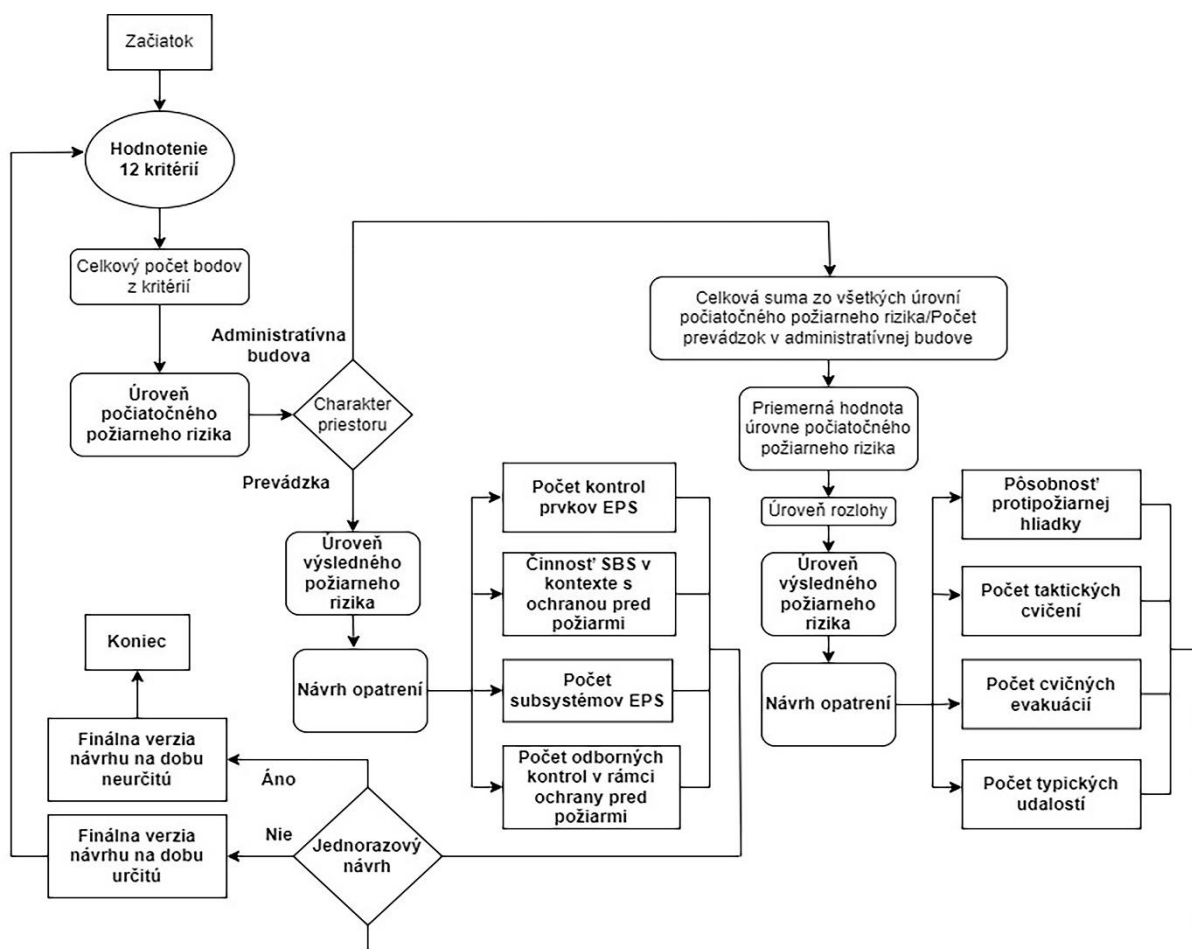 Začiatok
Hodnotenie
12 kritérií
Celkový počet bodov
z kritérií
Úroveň
počiatočného
požiarneho rizika
Administratívna
budova
Charakter
priestoru
Prevádzka
Úroveň
výsledného
požiarneho
rizika
Návrh opatrení
Počet kontrol
prvkov EPS
Činnosť SBS v
kontexte s
ochranou pred
požiarmi
Počet
subsystémov EPS
Počet odborných
kontrol v rámci
ochrany pred
požiarmi
Celková suma zo všetkých úrovní
počiatočného požiarneho rizika/Počet
prevádzok v administratívnej budove
Priemerná hodnota
úrovne počiatočného
požiarneho rizika
Úroveň rozlohy
Úroveň
výsledného
požiarneho
rizika
Návrh opatrení
Pôsobnosť
protipožiarnej
hliadky
Počet taktických
cvičení
Počet cvičných
evakuácií
Počet typických
udalostí
Jednorazový
návrh
Áno
Finálna verzia
návrhu na dobu
neurčitú
Koniec
Nie
Finálna verzia
návrhu na dobu
určitú